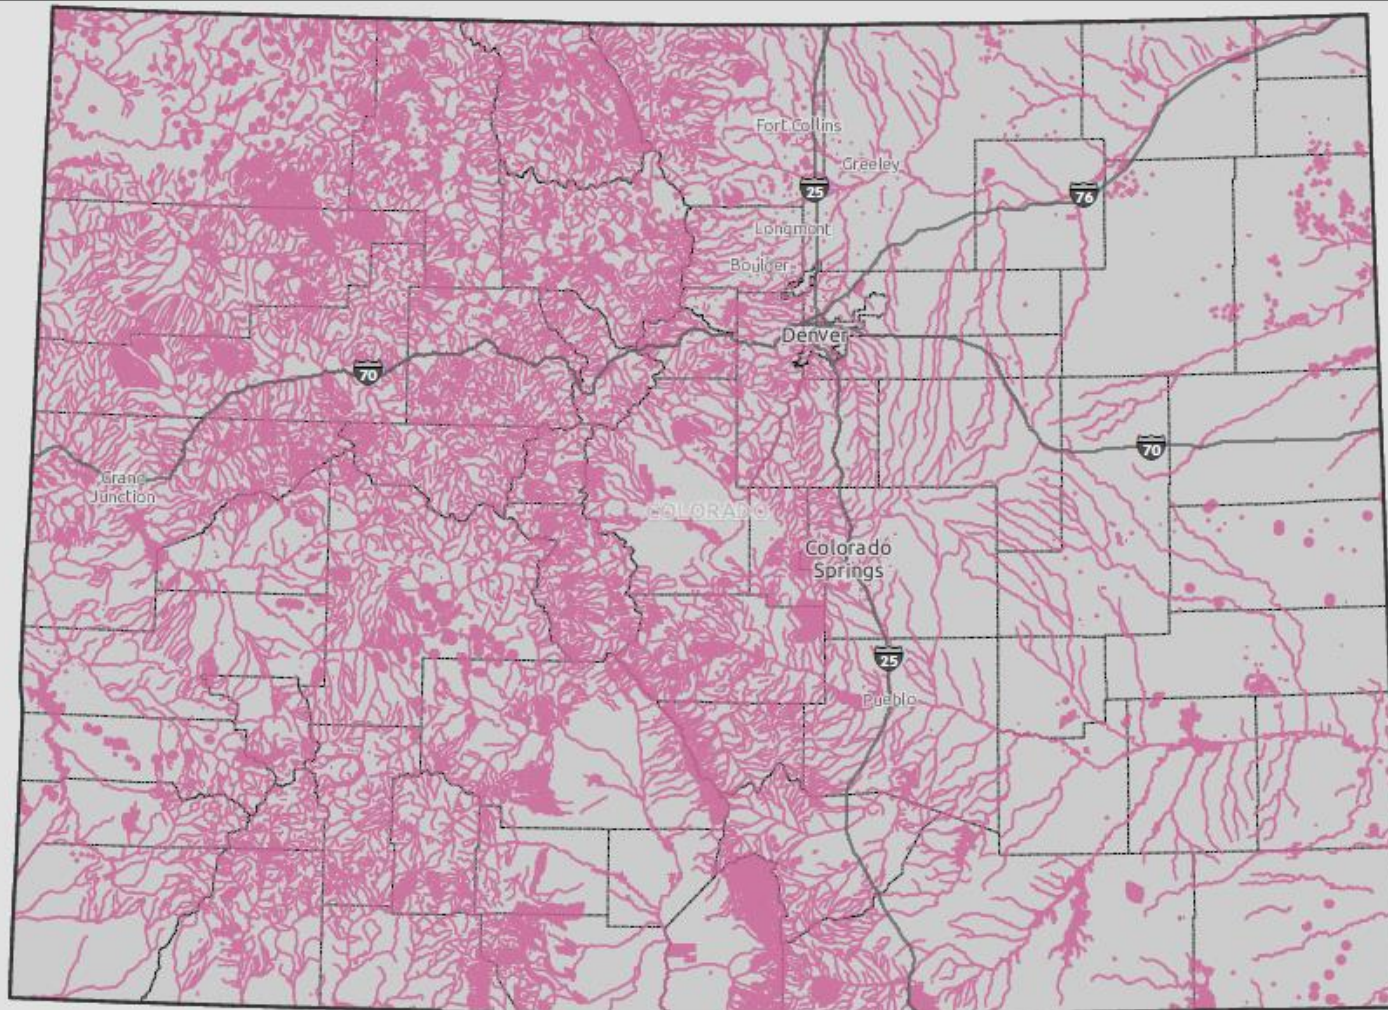 Fort Collins
Greeley
25
76
Longmont
Boulder
Denver
70
70
Grand
Junction
COLORADO
Colorado
Springs
25
Pueblo